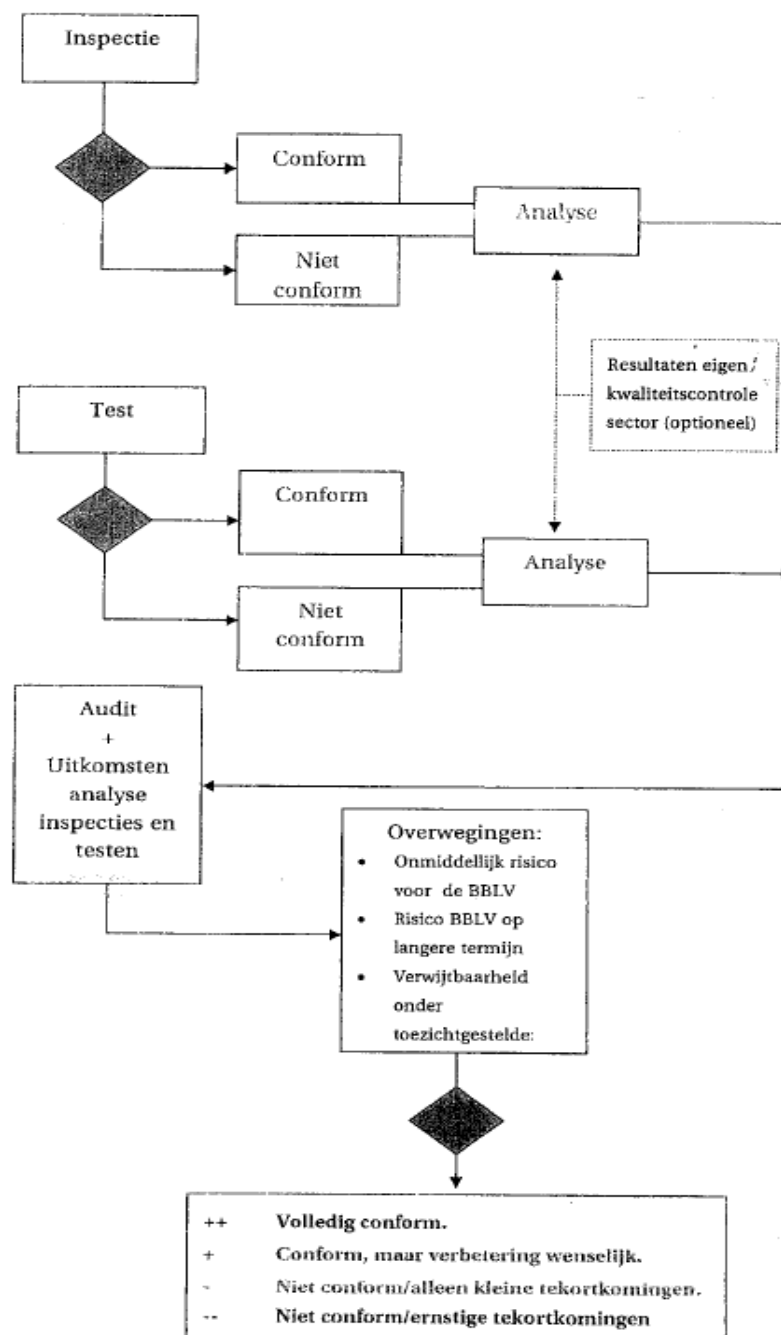 Inspectie
Conform
Analyse
Niet
conform
Resultaten eigen/
kwaliteitscontrole
sector (optioneel)
Test
Conform
Analyse
Niet
conform
Audit
+
Uitkomsten
analyse
inspecties en
testen
Overwegingen:
• Onmiddellijk risico
voor de BBLV
• Risico BBLV op
langere termijn
• Verwijtbaarheid
onder
toezichtgestelde:
++ Volledig conform.
+ Conform, maar verbetering wenselijk.
- Niet conform/alleen kleine tekortkomingen.
-- Niet conform/ernstige tekortkomingen